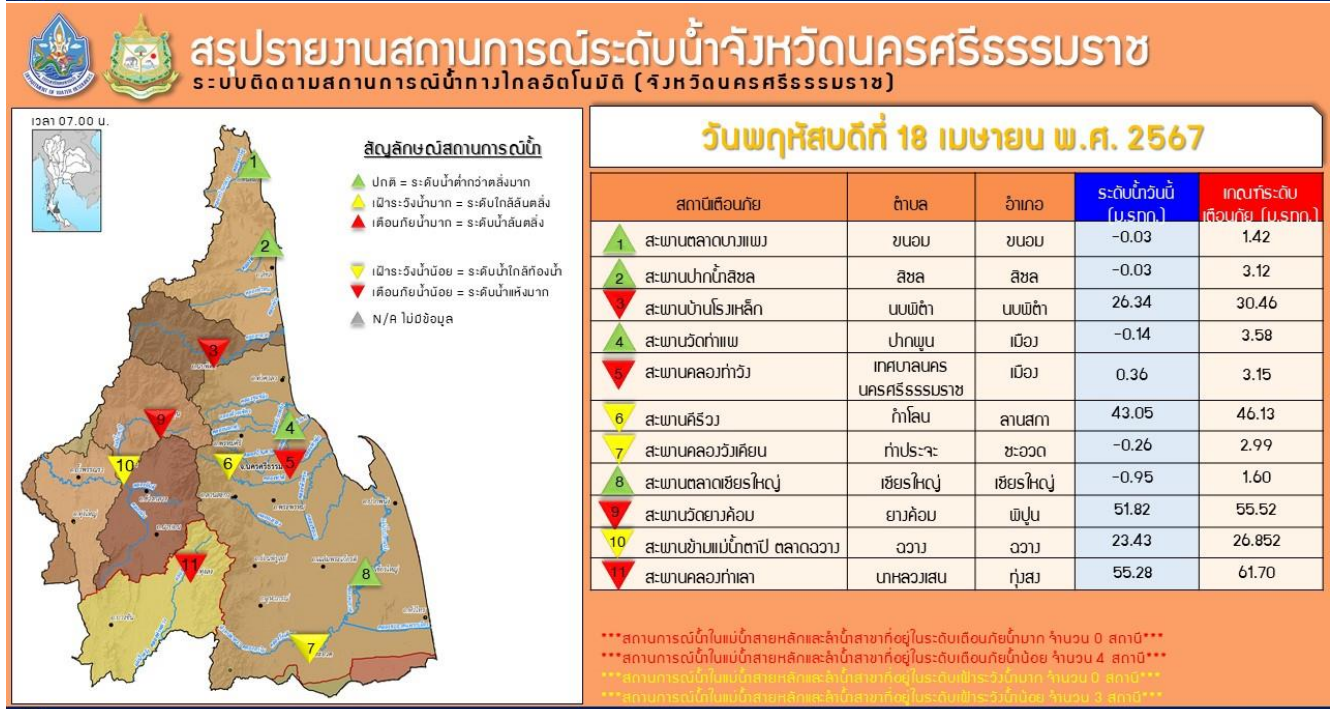 สรุปรายงานสถานการณ์ระดับน้ำจังหวัดนครศรีธรรมราช
ระบบติดตามสถานการณ์น้ำทางไกลอัตโนมัติ (จังหวัดนครศรีธรรมราช)
เวลา 07.00 น.
สัญลักษณ์สถานการณ์น้ำ
ปกติ = ระดับน้ำต่ำกว่าตลิ่งมาก
เฝ้าระวังน้ำมาก = ระดับใกล้ล้นตลิ่ง
เตือนภัยน้ำมาก = ระดับน้ำล้นตลิ่ง
เฝ้าระวังน้ำน้อย = ระดับน้ำใกล้ท้องน้ำ
เตือนภัยน้ำน้อย = ระดับน้ำแห้งมาก
N/A ไม่มีข้อมูล
1
2
3
9
4
10
6
5
11
8
7
วันพฤหัสบดีที่ 18 เมษายน พ.ศ. 2567
สถานีเตือนภัย ตำบล อำเภอ ระดับน้ำวันนี้ (ม.รทก.) เกณฑ์ระดับเตือนภัย (ม.รทก.)
1 สะพานตลาดบางแพง ขนอม ขนอม -0.03 1.42
2 สะพานปากน้ำสิชล สิชล สิชล -0.03 3.12
3 สะพานบ้านโรงเหล็ก นบพิตำ นบพิตำ 26.34 30.46
4 สะพานวัดท่าแพ ปากพูน เมือง -0.14 3.58
5 สะพานคลองท่าวัง เทศบาลนครนครศรีธรรมราช เมือง 0.36 3.15
6 สะพานคีรีวง กำโลน ลานสกา 43.05 46.13
7 สะพานคลองวังเคียน ท่าประจะ ชะอวด -0.26 2.99
8 สะพานตลาดเชียรใหญ่ เชียรใหญ่ เชียรใหญ่ -0.95 1.60
9 สะพานวัดยางค้อม ยางค้อม พิปูน 51.82 55.52
10 สะพานข้ามแม่น้ำตาปี ตลาดฉวาง ฉวาง ฉวาง 23.43 26.852
11 สะพานคลองท่าเลา นาหลวงเสน ทุ่งสง 55.28 61.70
***สถานการณ์น้ำในแม่น้ำสายหลักและลำน้ำสาขาที่อยู่ในระดับเตือนภัยน้ำมาก จำนวน 0 สถานี***
***สถานการณ์น้ำในแม่น้ำสายหลักและลำน้ำสาขาที่อยู่ในระดับเตือนภัยน้ำน้อย จำนวน 4 สถานี***
***สถานการณ์น้ำในแม่น้ำสายหลักและลำน้ำสาขาที่อยู่ในระดับเฝ้าระวังน้ำมาก จำนวน 0 สถานี***
***สถานการณ์น้ำในแม่น้ำสายหลักและลำน้ำสาขาที่อยู่ในระดับเฝ้าระวังน้ำน้อย จำนวน 3 สถานี***